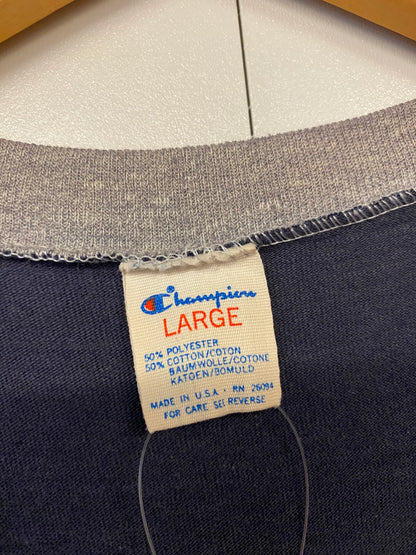 Champion
LARGE
50% POLYESTER
50% COTTON/COTON
BAUMWOLLE/COTONE
KATOEN/BOMULD
MADE IN U.S.A. · RN 26094
FOR CARE SEE REVERSE